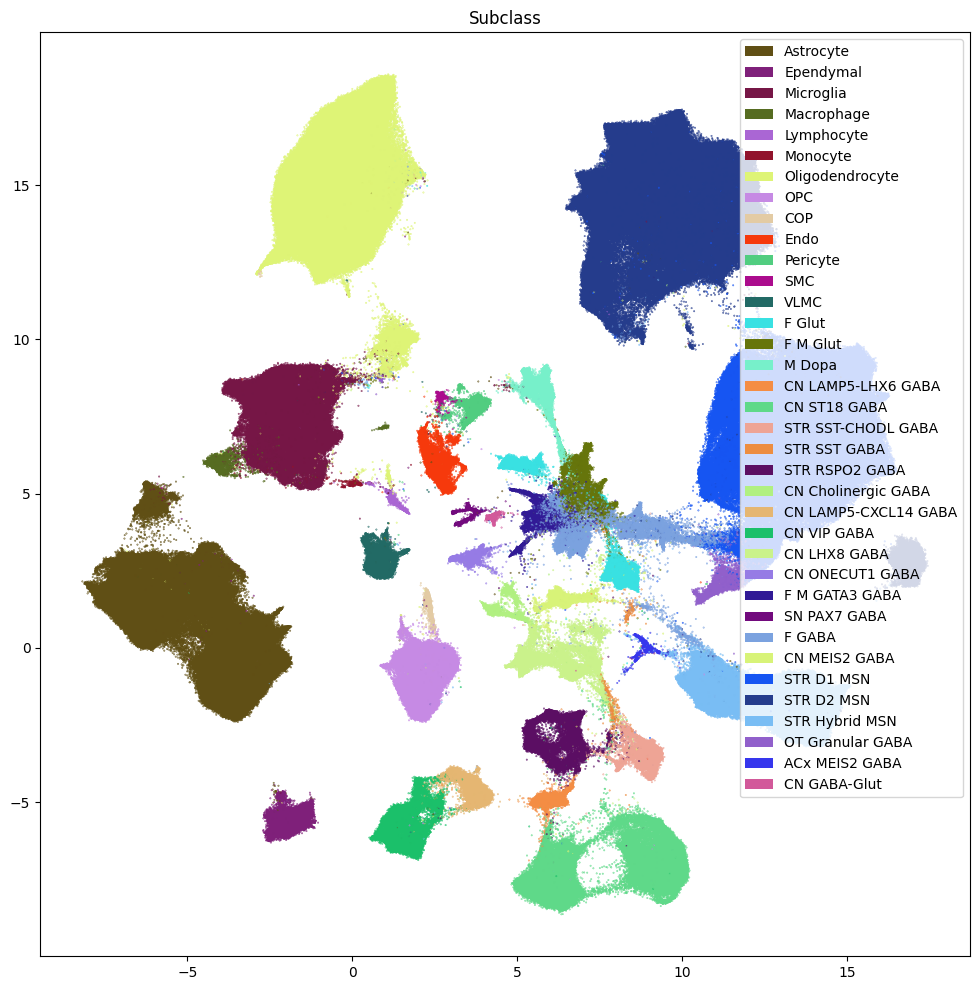 Subclass
Astrocyte
Ependymal
Microglia
Macrophage
Lymphocyte
Monocyte
Oligodendrocyte
OPC
COP
Endo
Pericyte
SMC
VLMC
F Glut
F M Glut
M Dopa
CN LAMP5-LHX6 GABA
CN ST18 GABA
STR SST-CHODL GABA
STR SST GABA
STR RSPO2 GABA
CN Cholinergic GABA
CN LAMP5-CXCL14 GABA
CN VIP GABA
CN LHX8 GABA
CN ONECUT1 GABA
F M GATA3 GABA
SN PAX7 GABA
F GABA
CN MEIS2 GABA
STR D1 MSN
STR D2 MSN
STR Hybrid MSN
OT Granular GABA
ACx MEIS2 GABA
CN GABA-Glut
15
10
5
0
−5
−5 0 5 10 15